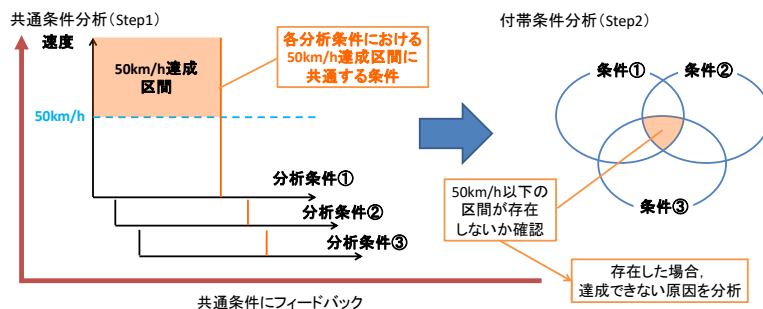 共通条件分析（Step1）
速度
50km/h達成
区間
各分析条件における
50km/h達成区間に
共通する条件
50km/h
分析条件①
分析条件②
分析条件③
共通条件にフィードバック
付帯条件分析（Step2）
条件①
条件②
条件③
50km/h以下の
区間が存在
しないか確認
存在した場合，
達成できない原因を分析